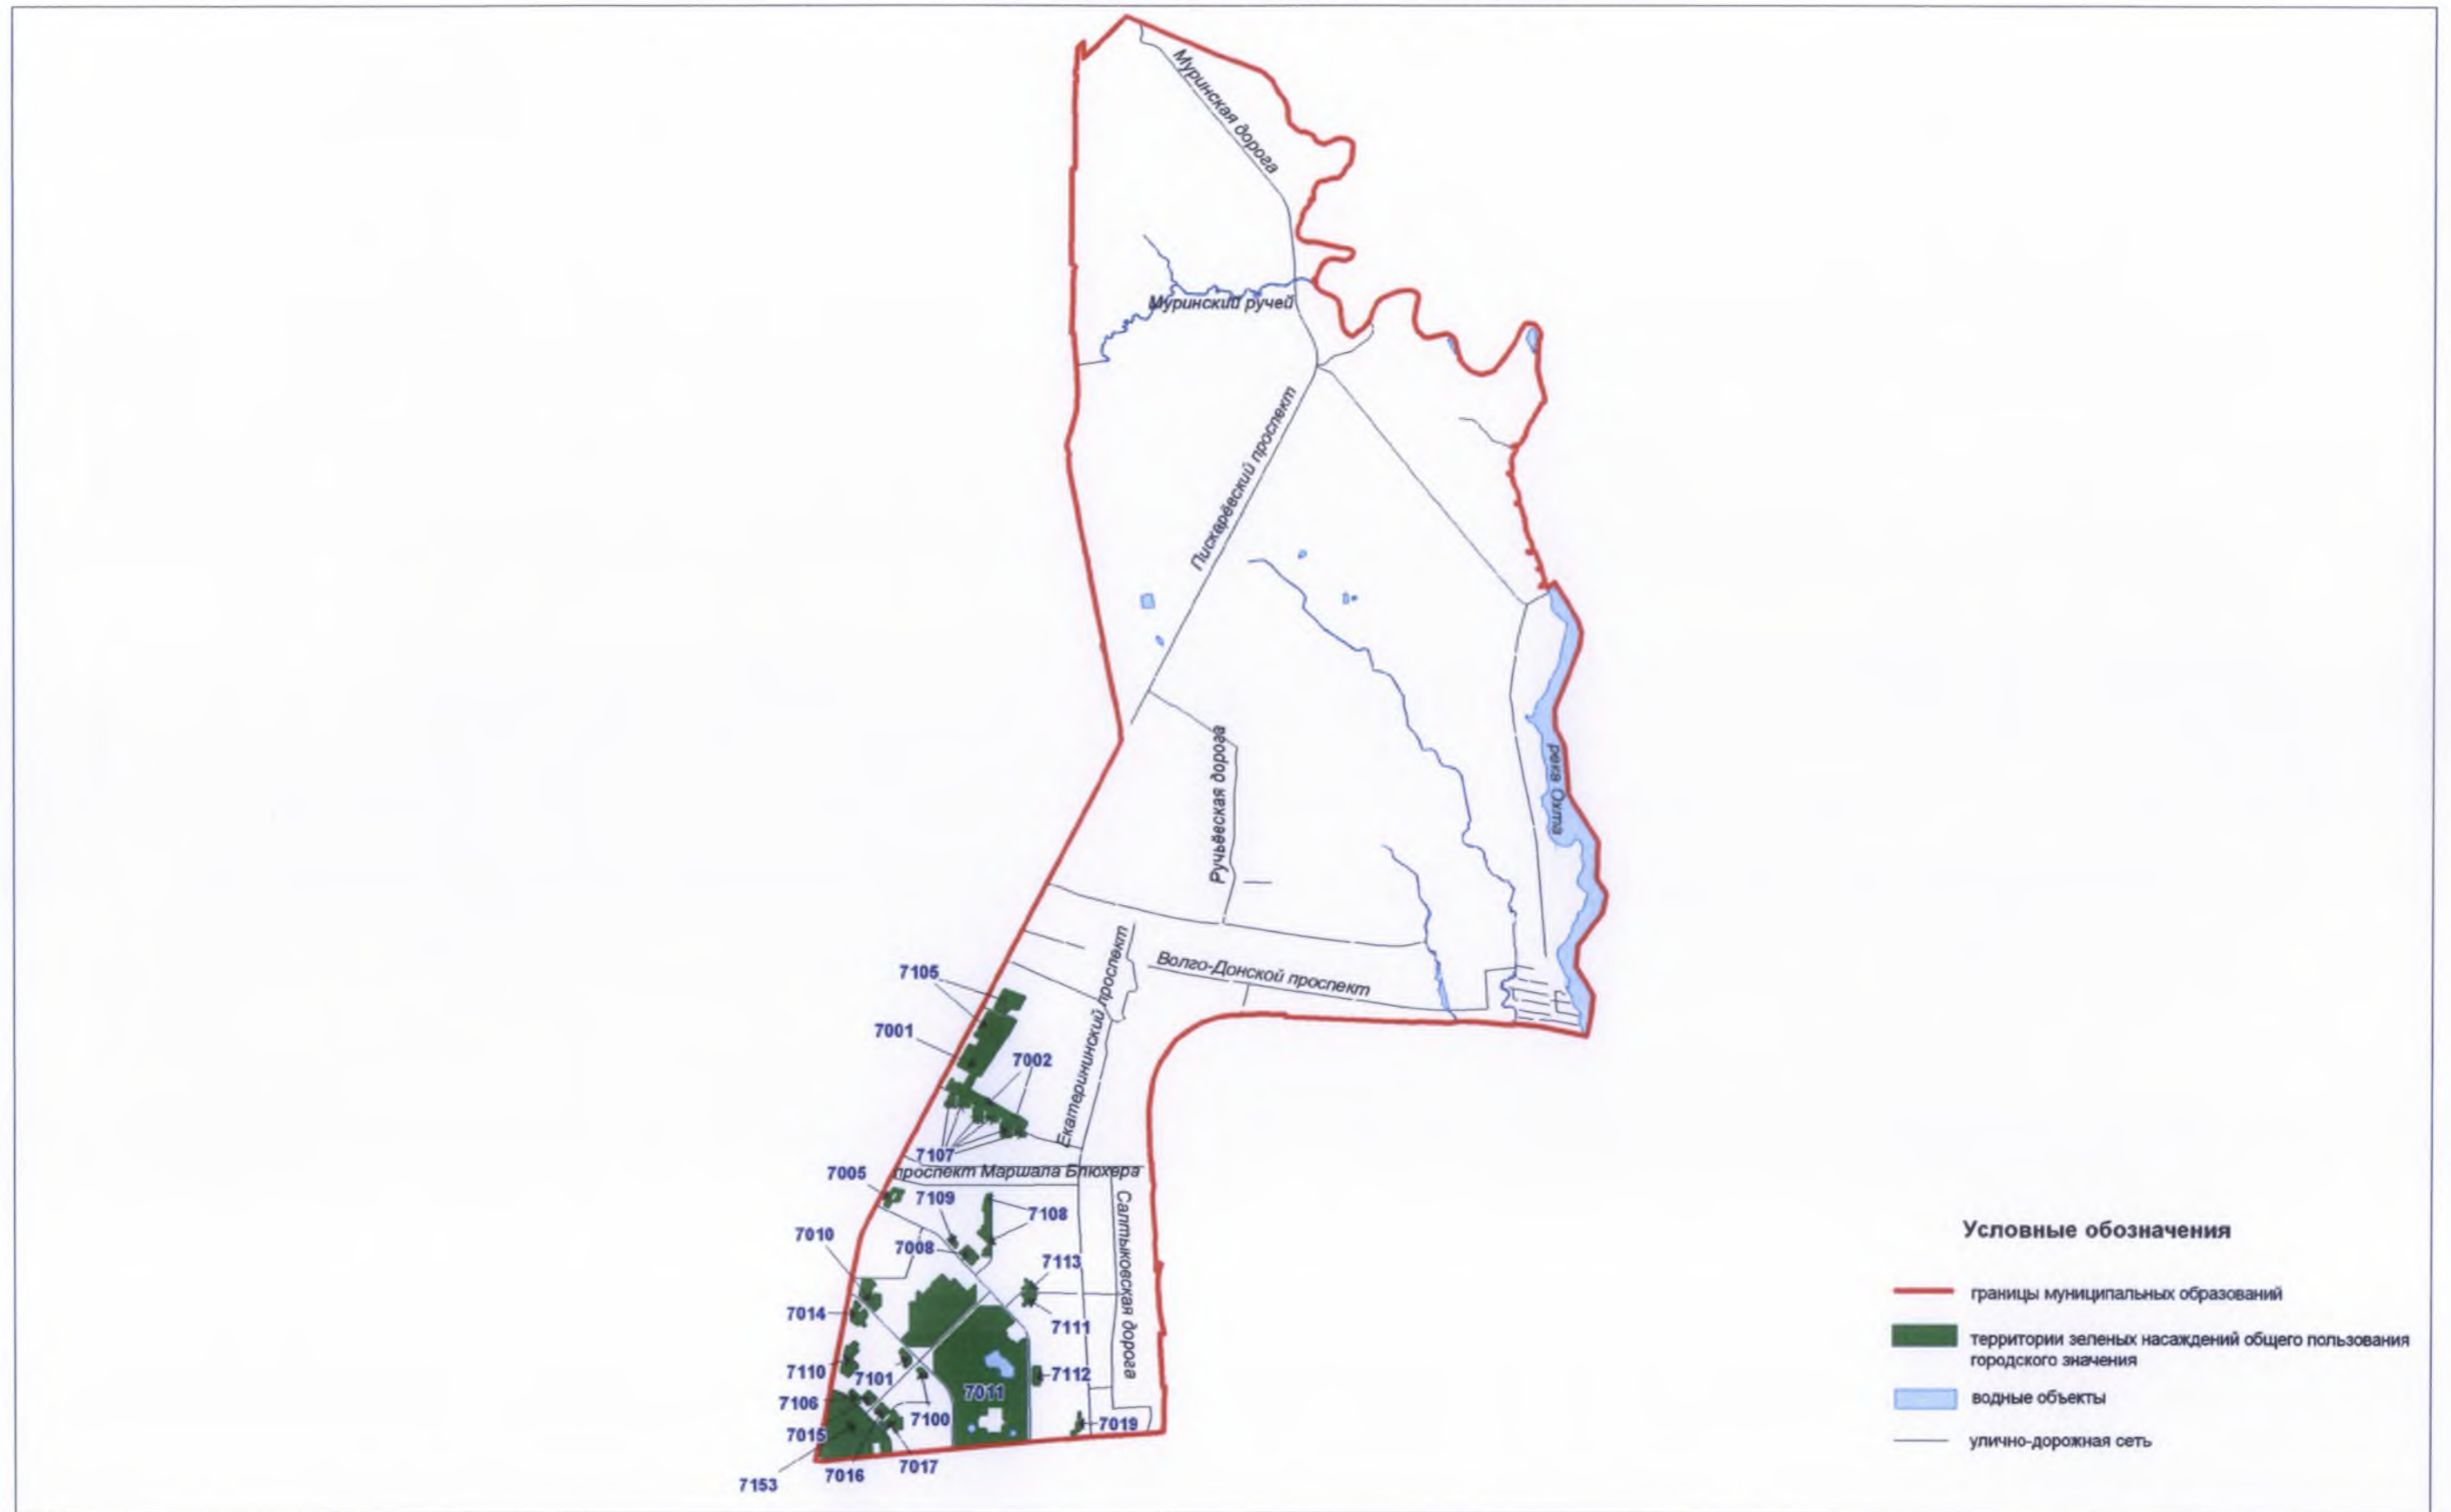 Муринская дорога
Муринский ручей
Пискарёвский проспект
река Охта
Ручьёвская дорога
Екатерининский проспект
Волго-Донской проспект
7105
7001
7002
7107
проспект Маршала Блюхера
7005
7109
7108
7010
7008
7113
Салтыковская дорога
7014
7111
7110
7101
7112
7011
7106
7100
7019
7015
7017
7016
7153
Условные обозначения
границы муниципальных образований
территории зеленых насаждений общего пользования
городского значения
водные объекты
улично-дорожная сеть